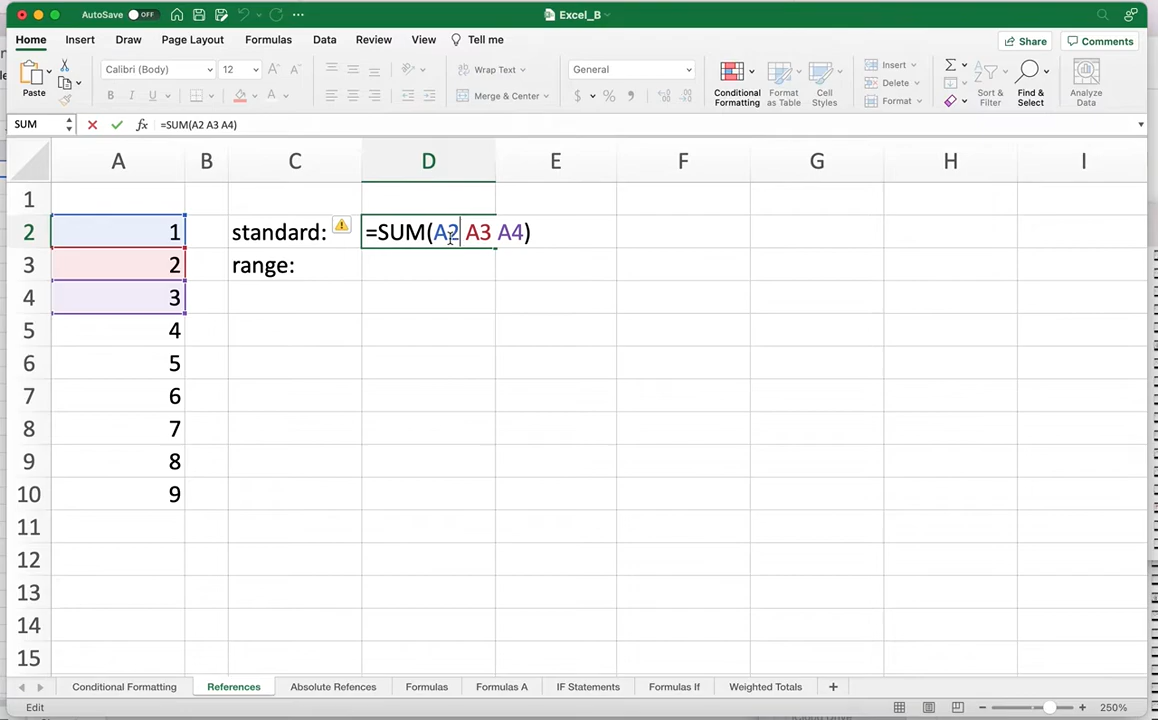 AutoSave OFF Excel_B
Home Insert Draw Page Layout Formulas Data Review View Tell me Share Comments
Paste Calibri (Body) 12 A A Wrap Text General Conditional Formatting Format as Table Cell Styles Insert Sort & Filter Find & Select Analyze Data
B I U A Merge & Center $ % Delete
Format
SUM fx =SUM(A2 A3 A4)
A B C D E F G H I
1
2 1 standard: =SUM(A2 A3 A4)
3 2 range:
4 3
5 4
6 5
7 6
8 7
9 8
10 9
11
12
13
14
15
Conditional Formatting References Absolute Refences Formulas Formulas A IF Statements Formulas If Weighted Totals +
Edit 250%